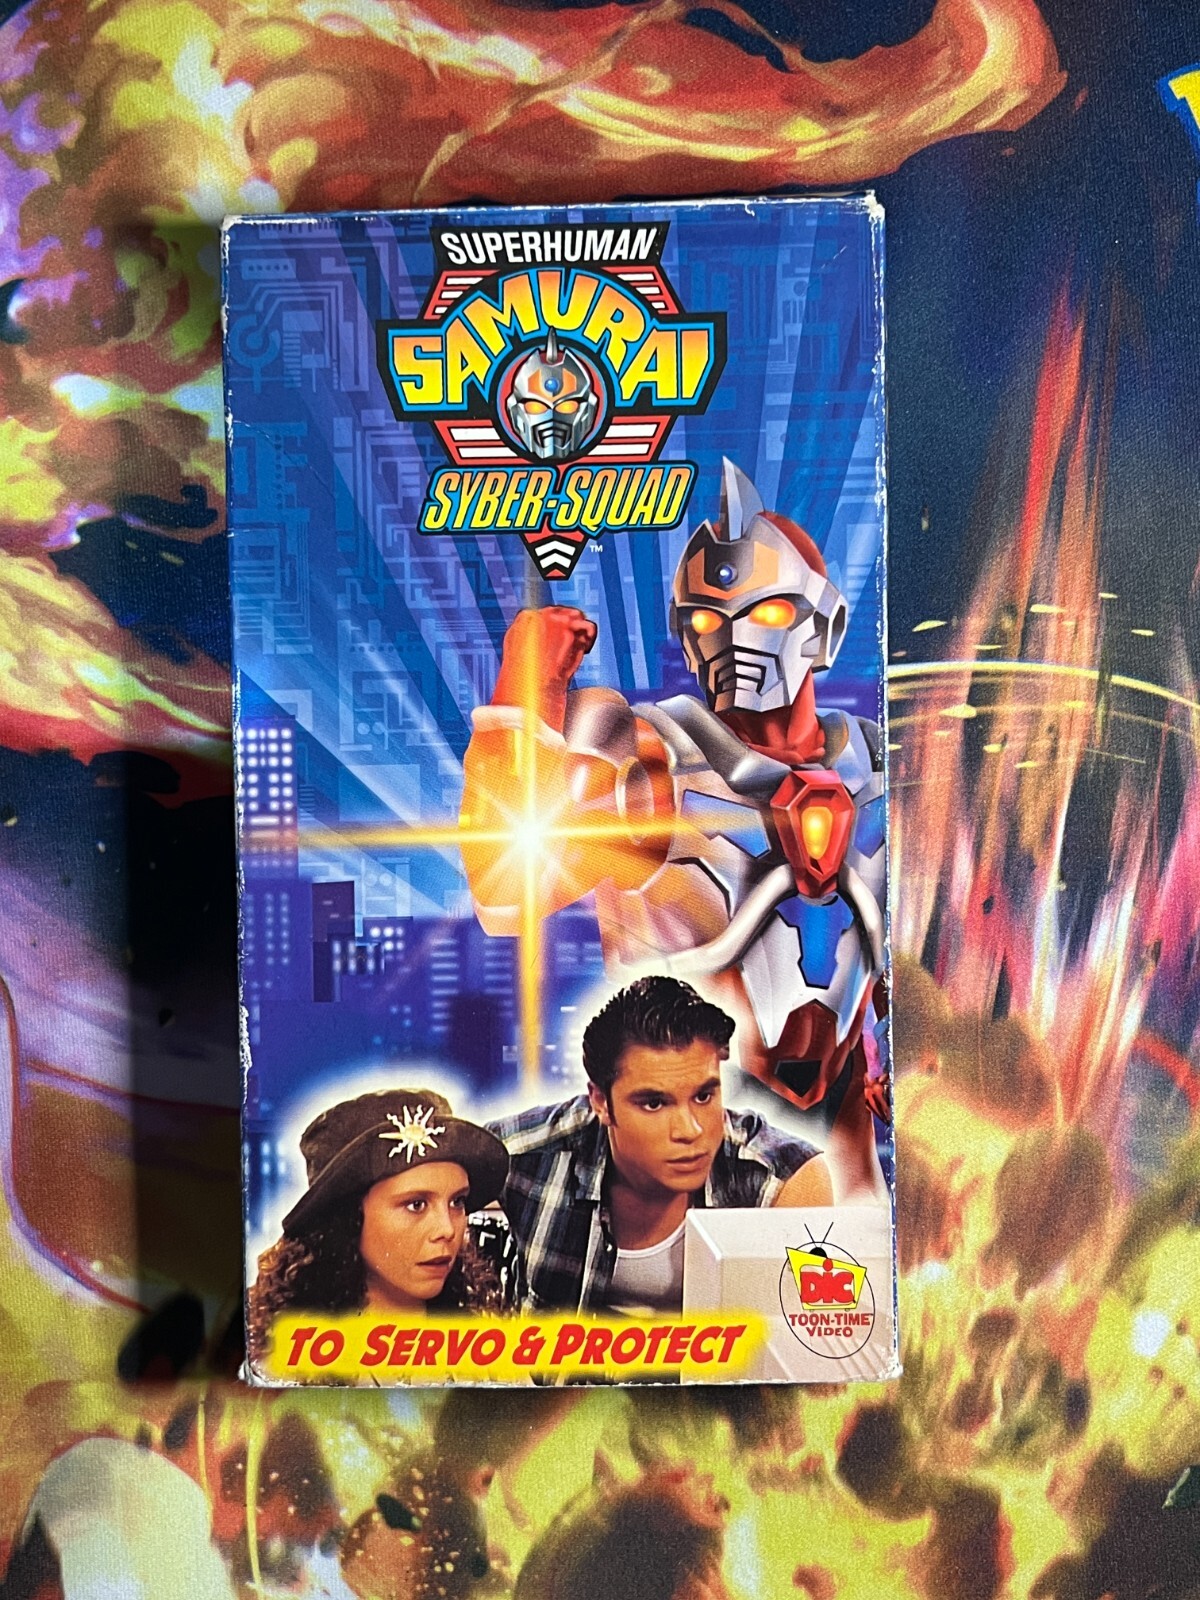 SUPERHUMAN
SAMURAI
SYBER-SQUAD
TM
DIC
TOON-TIME
VIDEO
TO SERVO & PROTECT